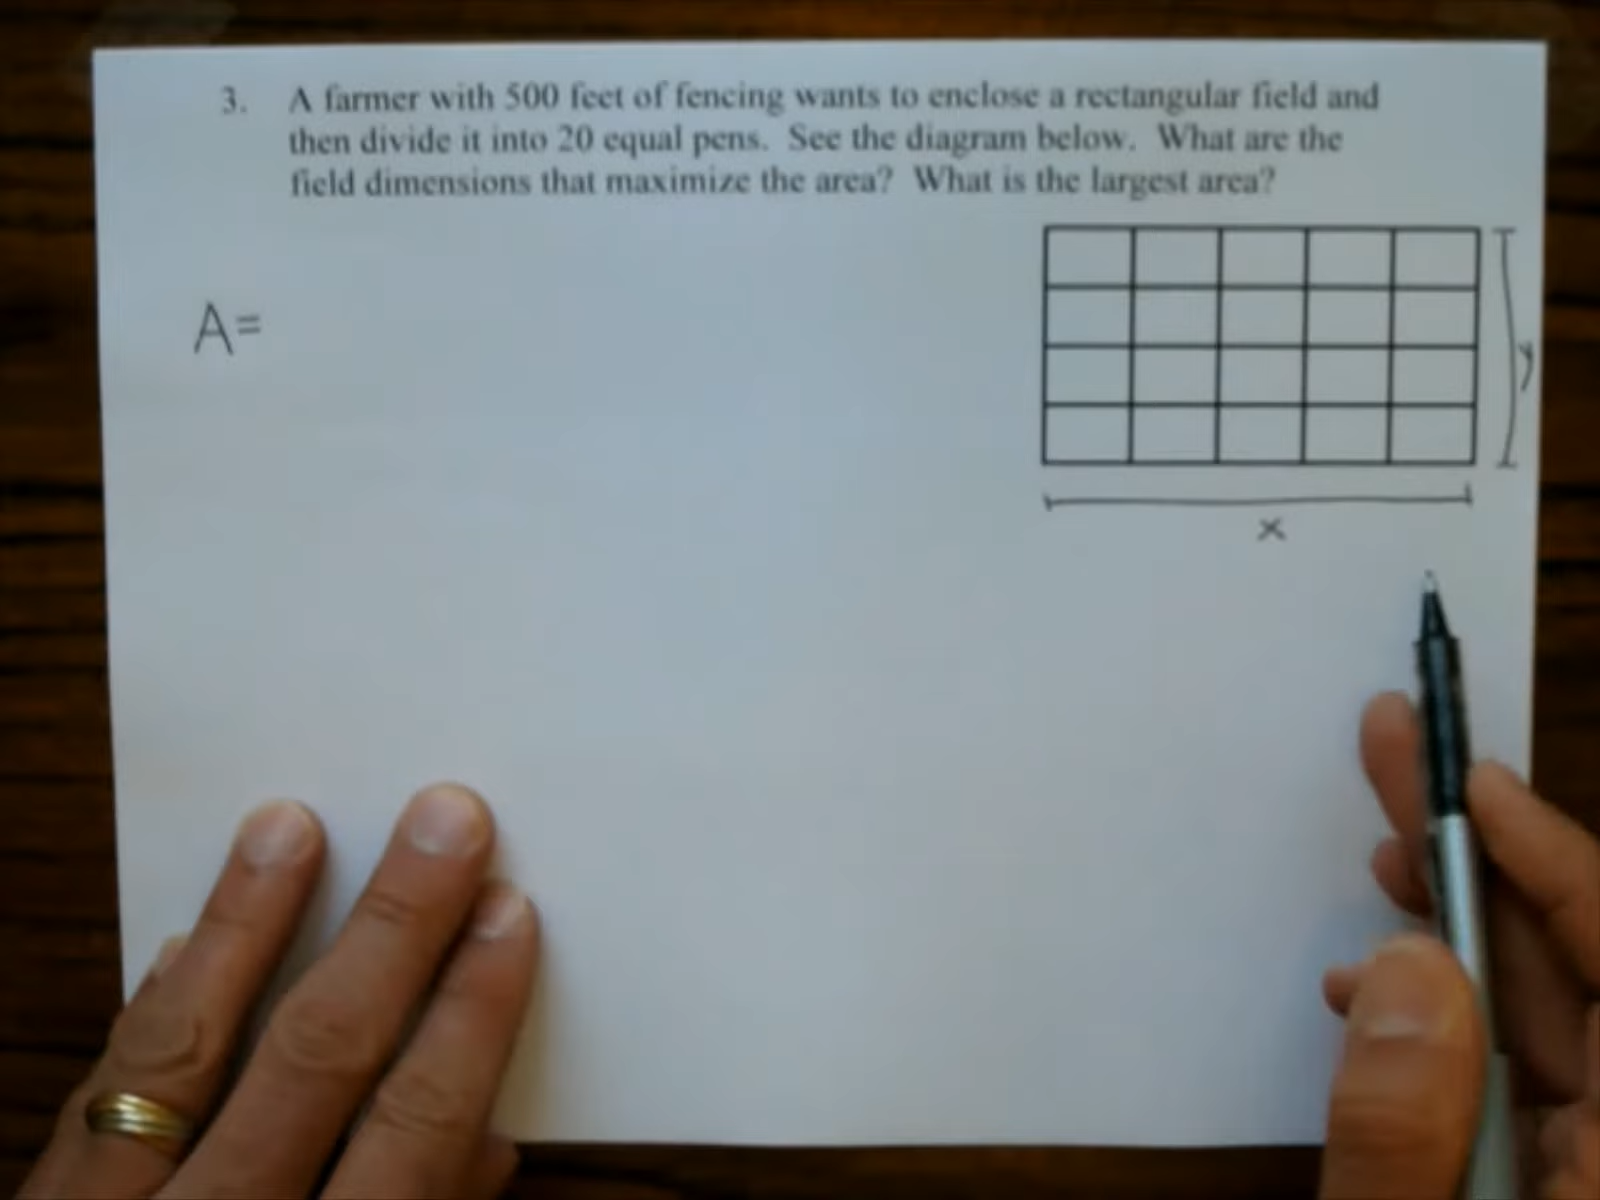 3. A farmer with 500 feet of fencing wants to enclose a rectangular field and
then divide it into 20 equal pens. See the diagram below. What are the
field dimensions that maximize the area? What is the largest area?
A=
y
x